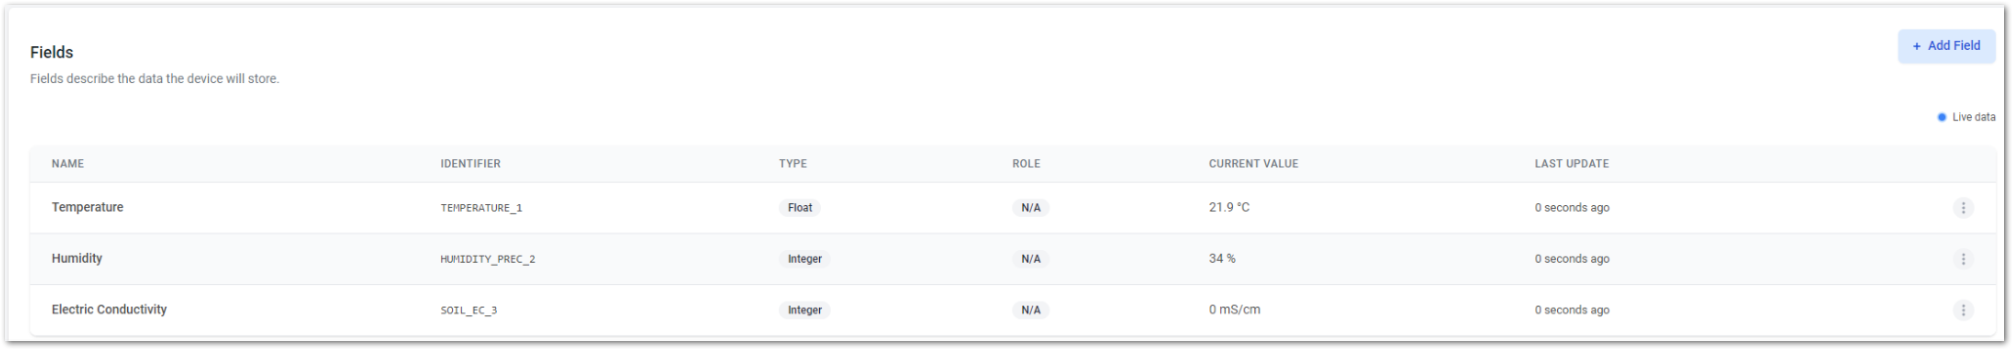 Fields
+ Add Field
Fields describe the data the device will store.
Live data
NAME IDENTIFIER TYPE ROLE CURRENT VALUE LAST UPDATE
Temperature TEMPERATURE_1 Float N/A 21.9 °C 0 seconds ago
Humidity HUMIDITY_PREC_2 Integer N/A 34 % 0 seconds ago
Electric Conductivity SOIL_EC_3 Integer N/A 0 mS/cm 0 seconds ago